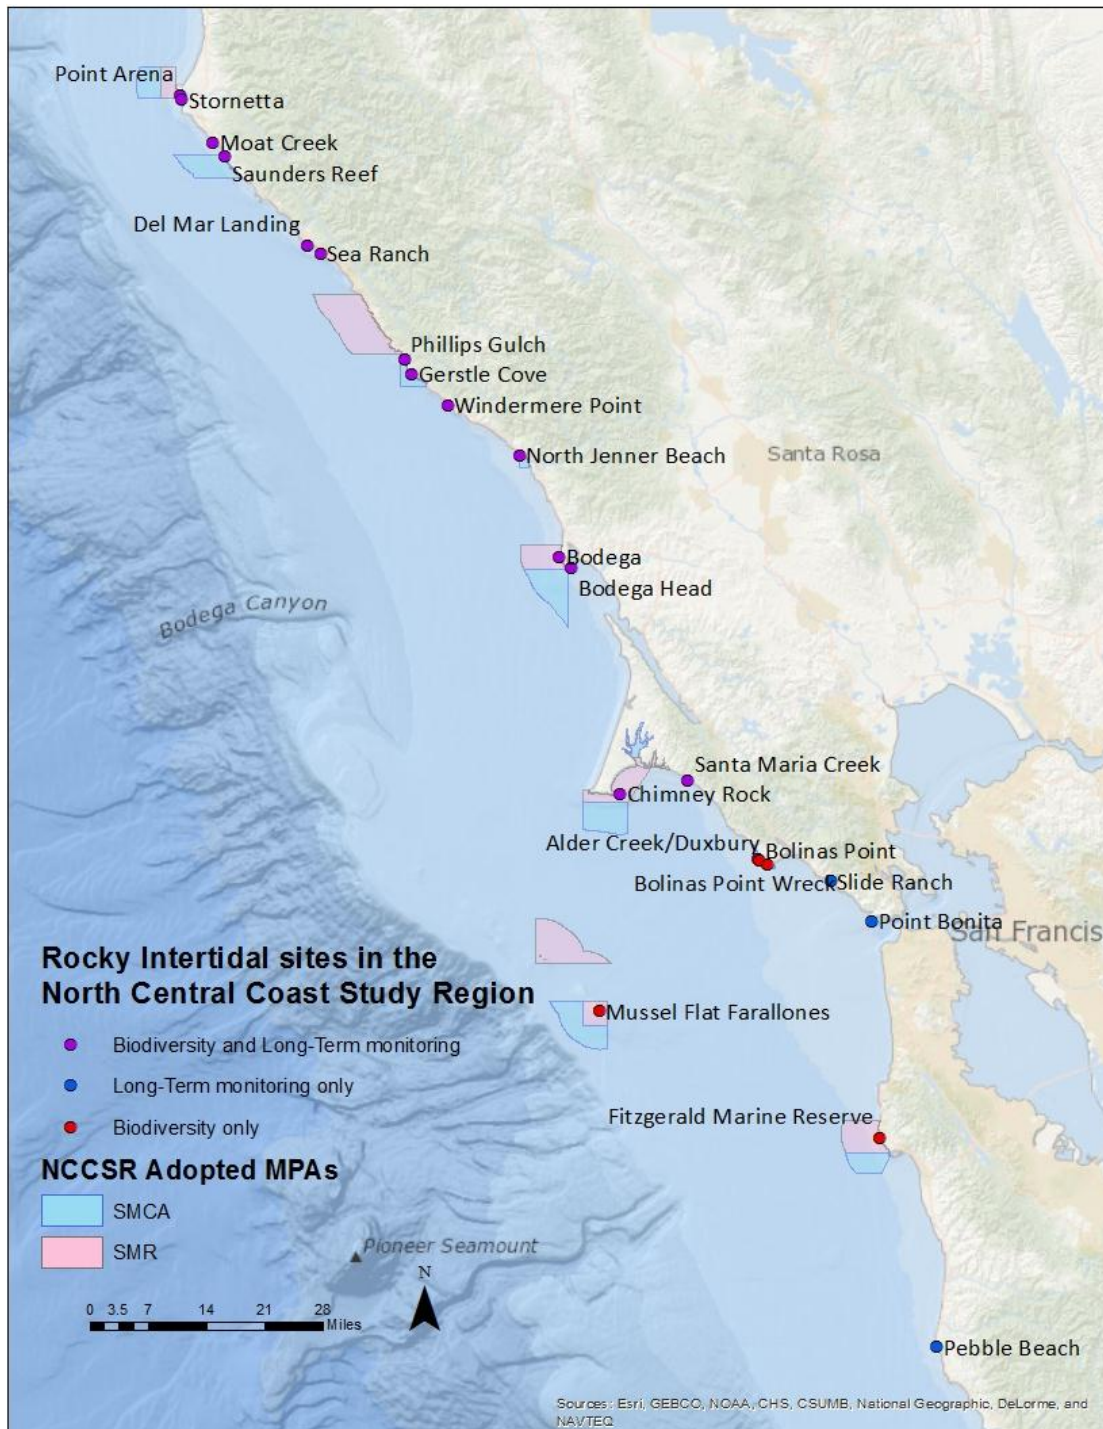 Point Arena
Stornetta
Moat Creek
Saunders Reef
Del Mar Landing
Sea Ranch
Phillips Gulch
Gerstle Cove
Windermere Point
North Jenner Beach
Santa Rosa
Bodega
Bodega Head
Bodega Canyon
Santa Maria Creek
Chimney Rock
Alder Creek/Duxbury
Bolinas Point
Bolinas Point Wreck
Slide Ranch
Point Bonita
San Francis
Rocky Intertidal sites in the
North Central Coast Study Region
Biodiversity and Long-Term monitoring
Long-Term monitoring only
Biodiversity only
Mussel Flat Farallones
Fitzgerald Marine Reserve
NCCSR Adopted MPAs
SMCA
SMR
Pioneer Seamount
N
0 3.5 7 14 21 28
Miles
Pebble Beach
Sources: Esri, GEBCO, NOAA, CHS, CSUMB, National Geographic, DeLorme, and
NAVTEQ